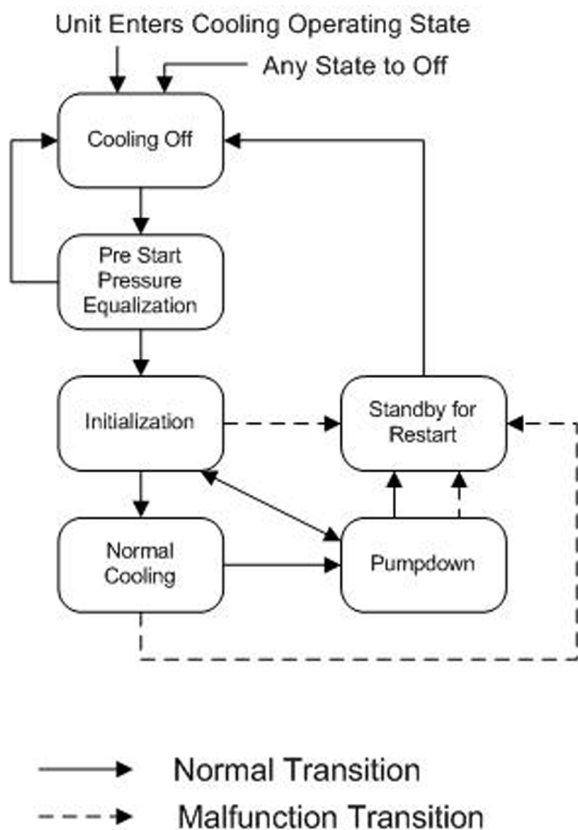 Unit Enters Cooling Operating State
Any State to Off
Cooling Off
Pre Start
Pressure
Equalization
Initialization
Standby for
Restart
Normal
Cooling
Pumpdown
Normal Transition
Malfunction Transition